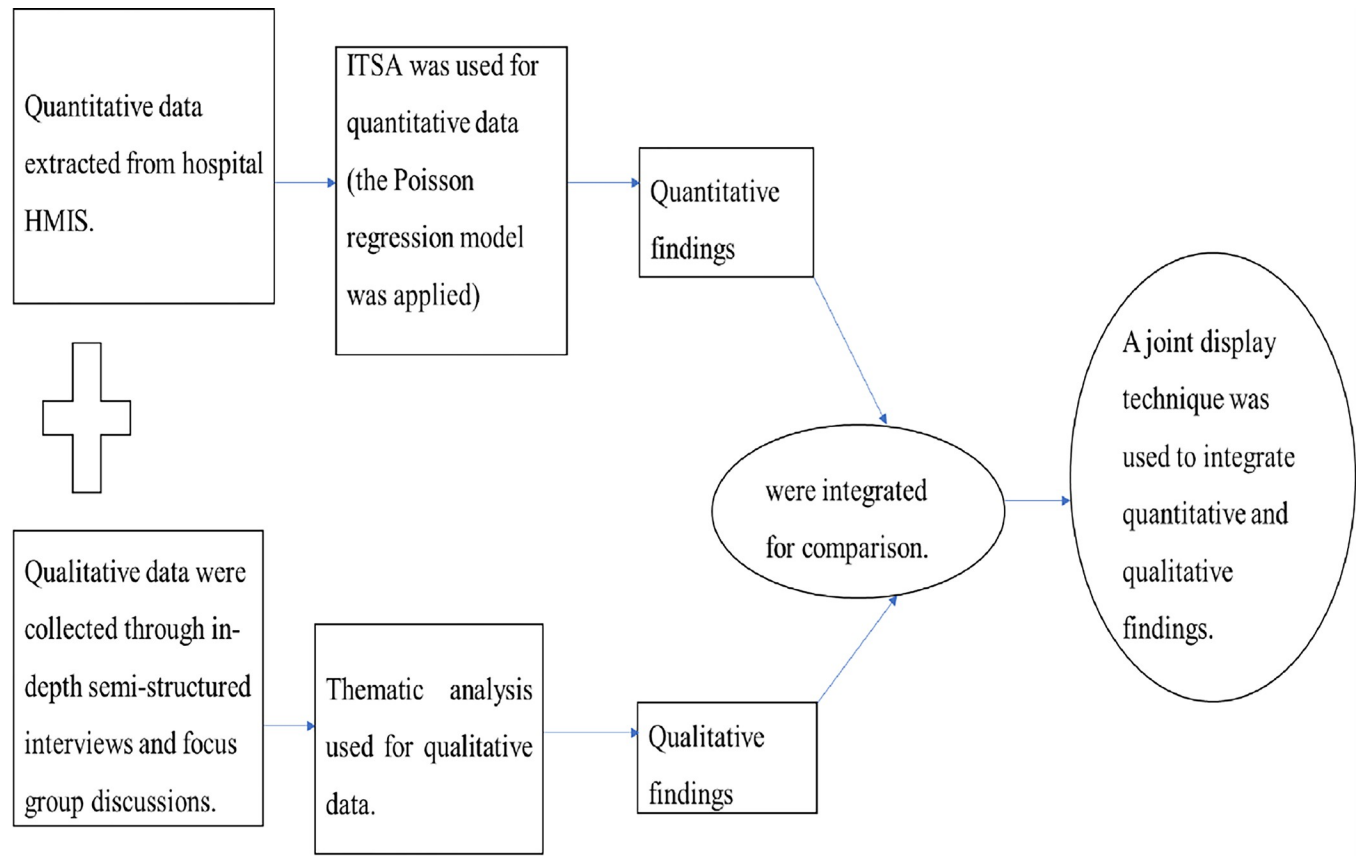 Quantitative data
extracted from hospital
HMIS.
ITSA was used for
quantitative data
(the Poisson
regression model
was applied)
Quantitative
findings
Qualitative data were
collected through in-
depth semi-structured
interviews and focus
group discussions.
Thematic analysis
used for qualitative
data.
Qualitative
findings
were integrated
for comparison.
A joint display
technique was
used to integrate
quantitative and
qualitative
findings.